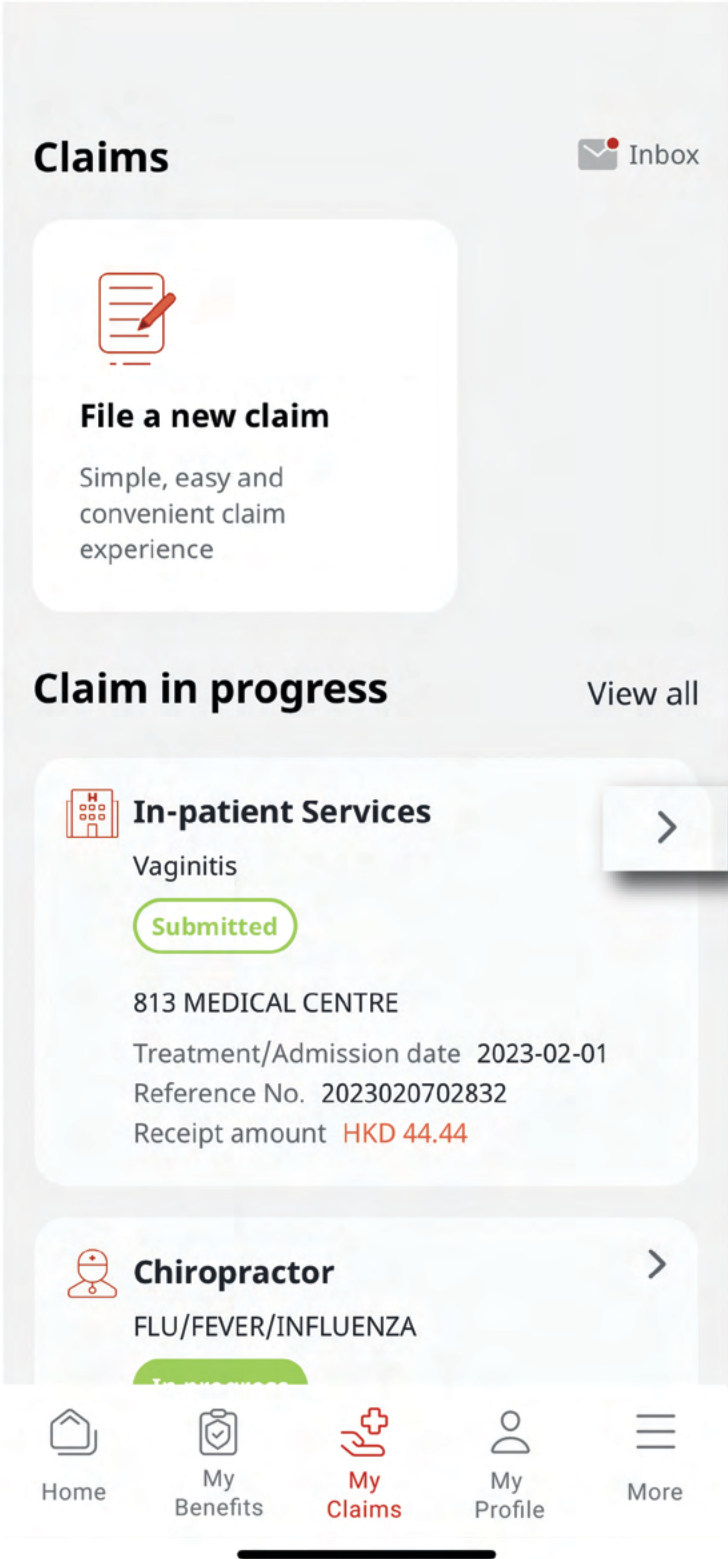 Claims
Inbox
File a new claim
Simple, easy and
convenient claim
experience
Claim in progress
View all
H
In-patient Services
Vaginitis
Submitted
813 MEDICAL CENTRE
Treatment/Admission date 2023-02-01
Reference No. 2023020702832
Receipt amount HKD 44.44
Chiropractor
FLU/FEVER/INFLUENZA
In progress
Home
My
Benefits
My
Claims
My
Profile
More